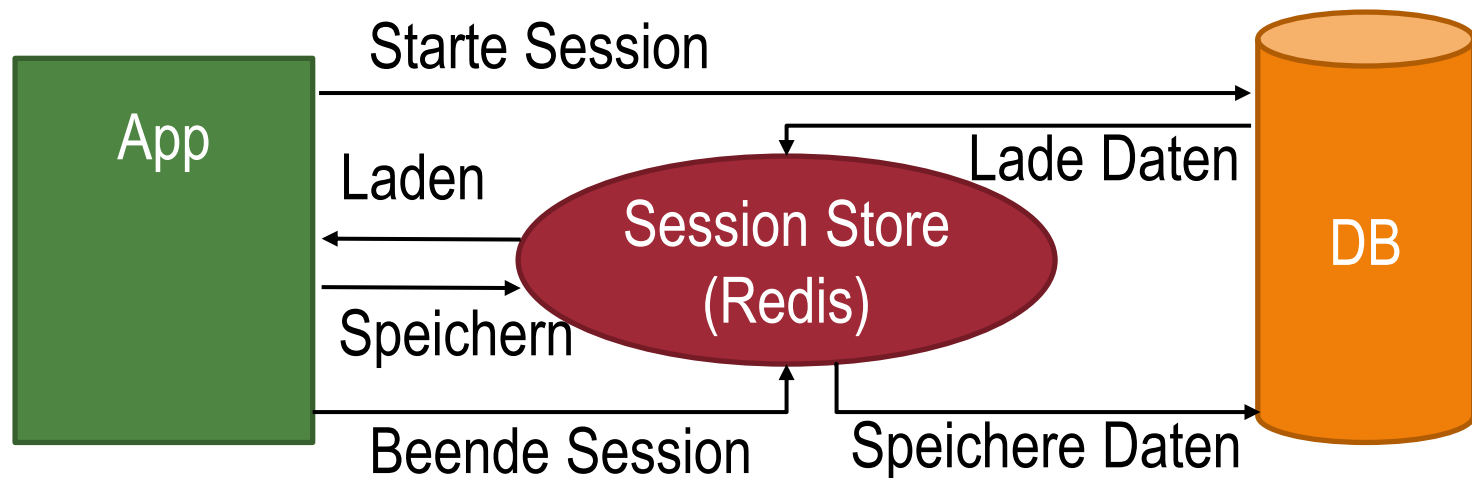 Starte Session
App
Lade Daten
Laden
Session Store
(Redis)
DB
Speichern
Beende Session
Speichere Daten